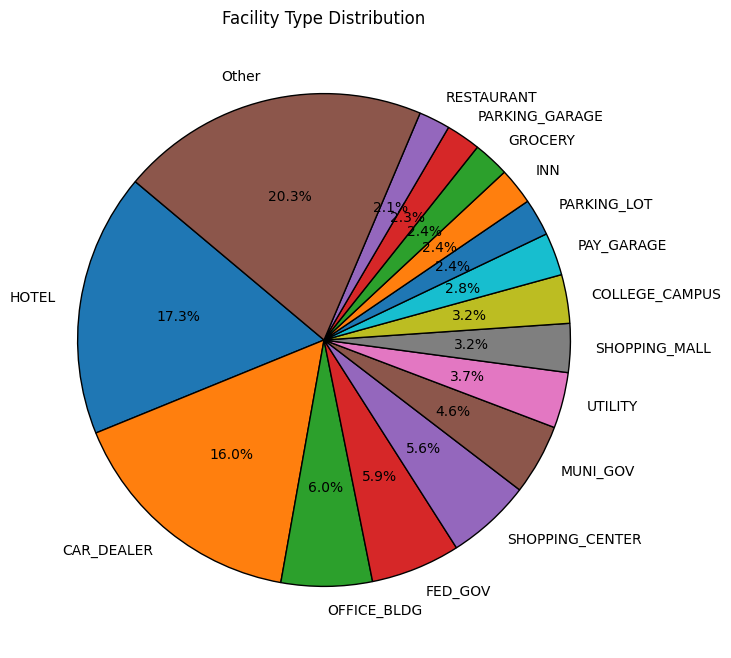 Facility Type Distribution
Other
RESTAURANT
PARKING_GARAGE
GROCERY
INN
PARKING_LOT
PAY_GARAGE
COLLEGE_CAMPUS
SHOPPING_MALL
UTILITY
MUNI_GOV
SHOPPING_CENTER
FED_GOV
OFFICE_BLDG
CAR_DEALER
HOTEL
20.3%
2.1%
2.3%
2.4%
2.4%
2.4%
2.8%
3.2%
3.2%
3.7%
4.6%
5.6%
5.9%
6.0%
16.0%
17.3%